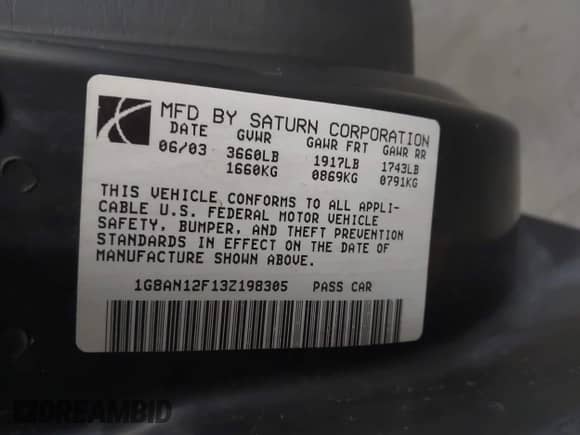 MFD BY SATURN CORPORATION
DATE GVWR GAWR FRT GAWR RR
06/03 3660LB 1917LB 1743LB
1660KG 0869KG 0791KG
THIS VEHICLE CONFORMS TO ALL APPLI-
CABLE U.S. FEDERAL MOTOR VEHICLE
SAFETY, BUMPER, AND THEFT PREVENTION
STANDARDS IN EFFECT ON THE DATE OF
MANUFACTURE SHOWN ABOVE.
1G8AN12F13Z198305 PASS CAR
DREAMBID